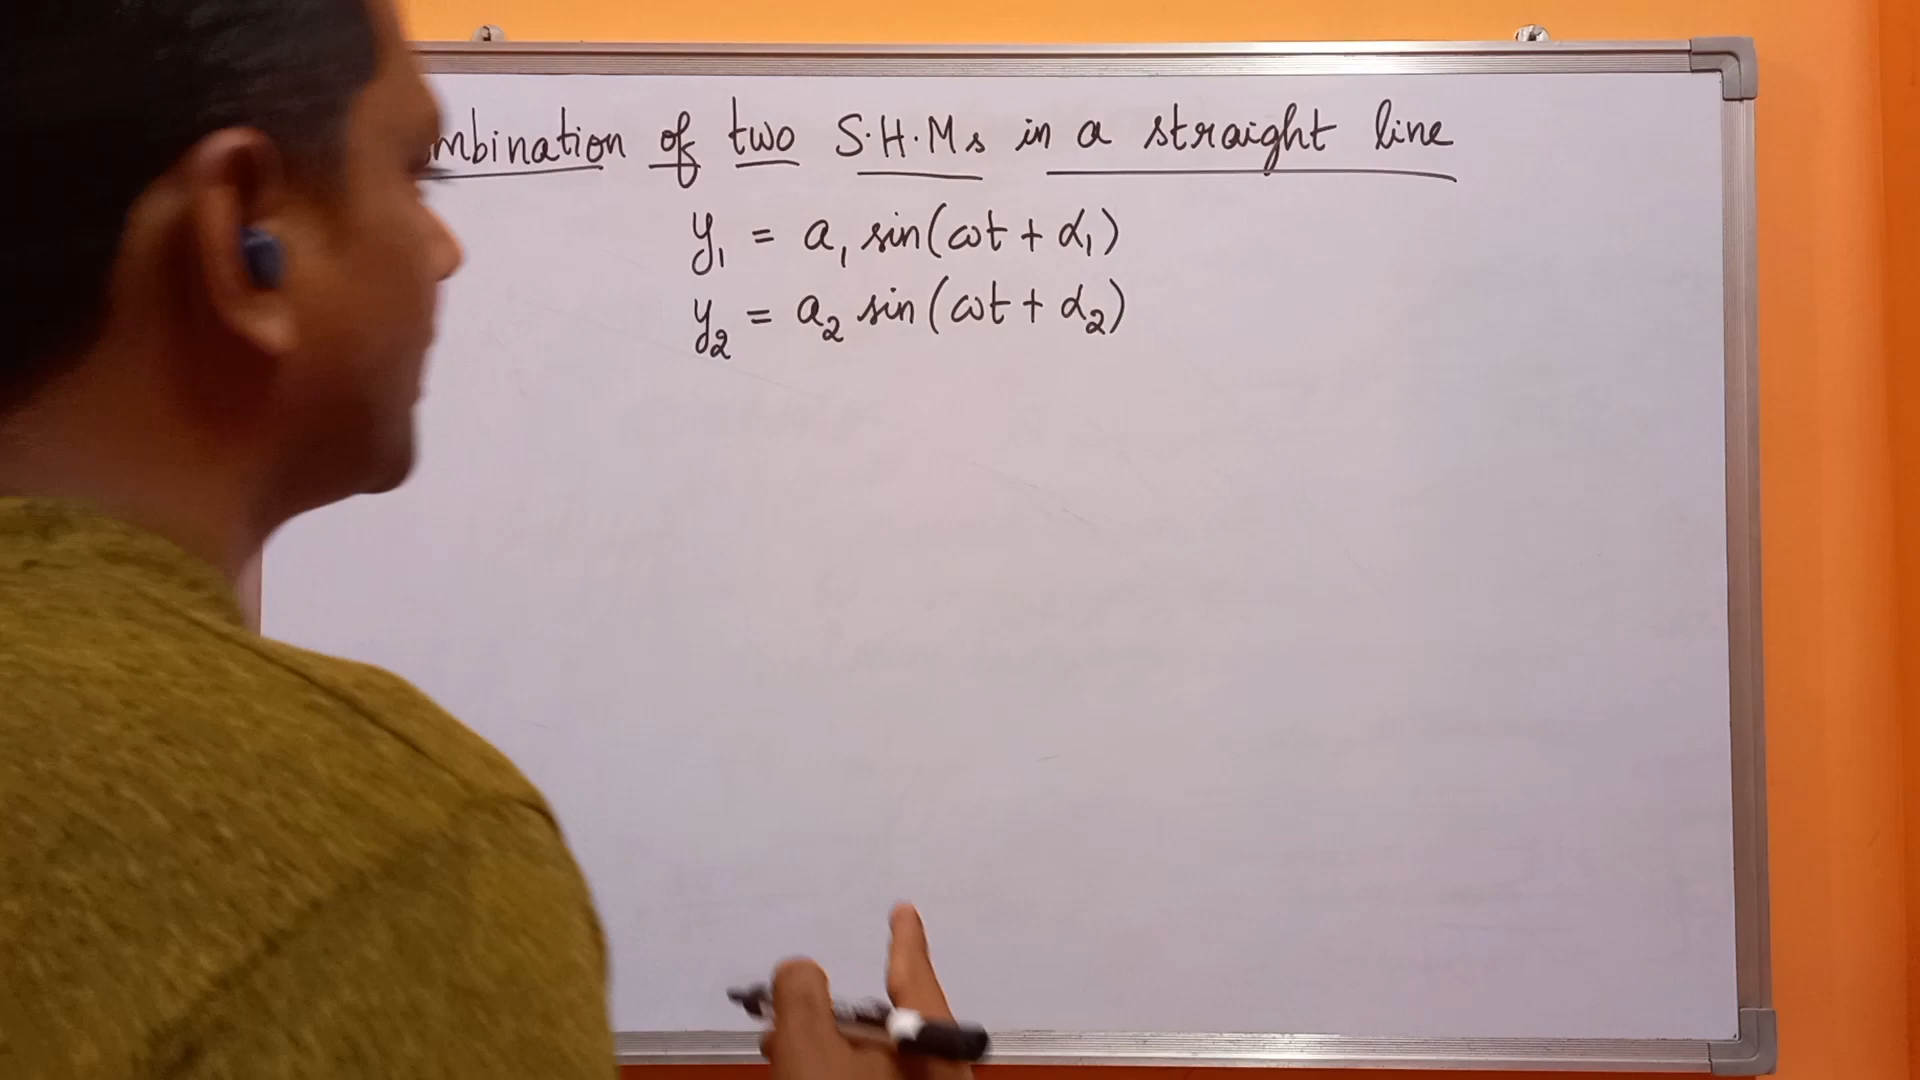 mbination of two S.H.Ms in a straight line
y₁ = a₁ sin(ωt + α₁)
y₂ = a₂ sin(ωt + α₂)